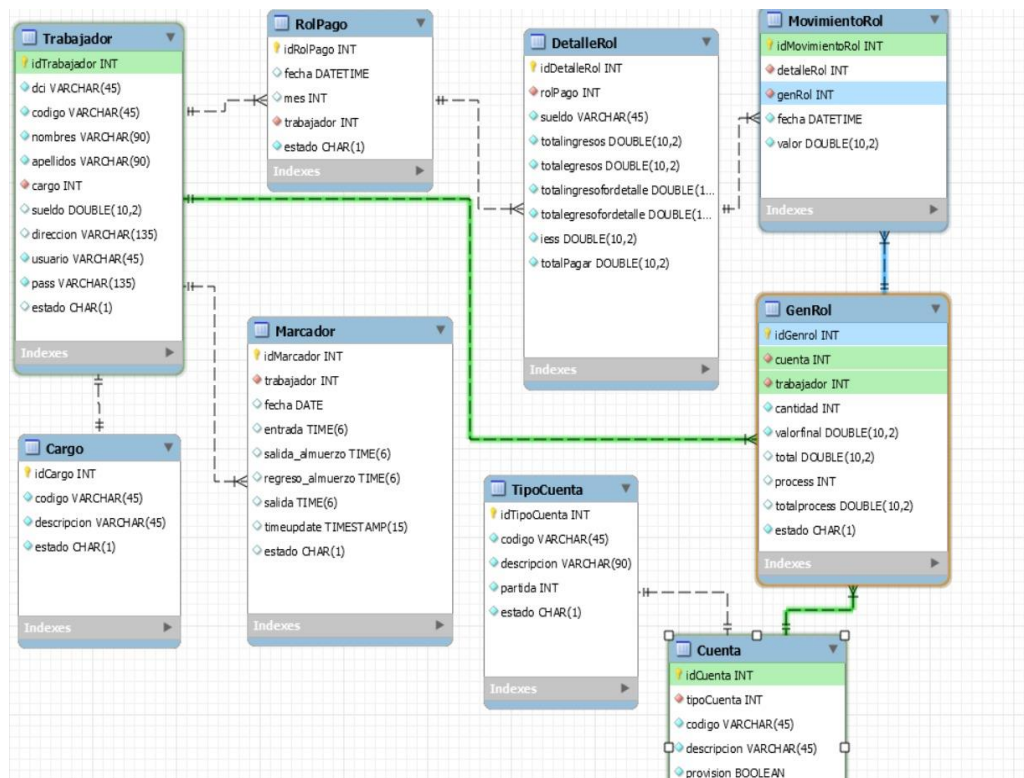 Trabajador
idTrabajador INT
dci VARCHAR(45)
codigo VARCHAR(45)
nombres VARCHAR(90)
apellidos VARCHAR(90)
cargo INT
sueldo DOUBLE(10,2)
direccion VARCHAR(135)
usuario VARCHAR(45)
pass VARCHAR(135)
estado CHAR(1)
Indexes
RolPago
idRolPago INT
fecha DATETIME
mes INT
trabajador INT
estado CHAR(1)
Indexes
DetalleRol
idDetalleRol INT
rolPago INT
sueldo VARCHAR(45)
totalingresos DOUBLE(10,2)
totalegresos DOUBLE(10,2)
totalingresofordetalle DOUBLE(1...
totalegresofordetalle DOUBLE(1...
iess DOUBLE(10,2)
totalPagar DOUBLE(10,2)
Indexes
MovimientoRol
idMovimientoRol INT
detalleRol INT
genRol INT
fecha DATETIME
valor DOUBLE(10,2)
Indexes
Cargo
idCargo INT
codigo VARCHAR(45)
descripcion VARCHAR(45)
estado CHAR(1)
Indexes
Marcador
idMarcador INT
trabajador INT
fecha DATE
entrada TIME(6)
salida_almuerzo TIME(6)
regreso_almuerzo TIME(6)
salida TIME(6)
timeupdate TIMESTAMP(15)
estado CHAR(1)
Indexes
GenRol
idGenrol INT
cuenta INT
trabajador INT
cantidad INT
valorfinal DOUBLE(10,2)
total DOUBLE(10,2)
process INT
totalprocess DOUBLE(10,2)
estado CHAR(1)
Indexes
TipoCuenta
idTipoCuenta INT
codigo VARCHAR(45)
descripcion VARCHAR(90)
partida INT
estado CHAR(1)
Indexes
Cuenta
idCuenta INT
tipoCuenta INT
codigo VARCHAR(45)
descripcion VARCHAR(45)
provision BOOLEAN